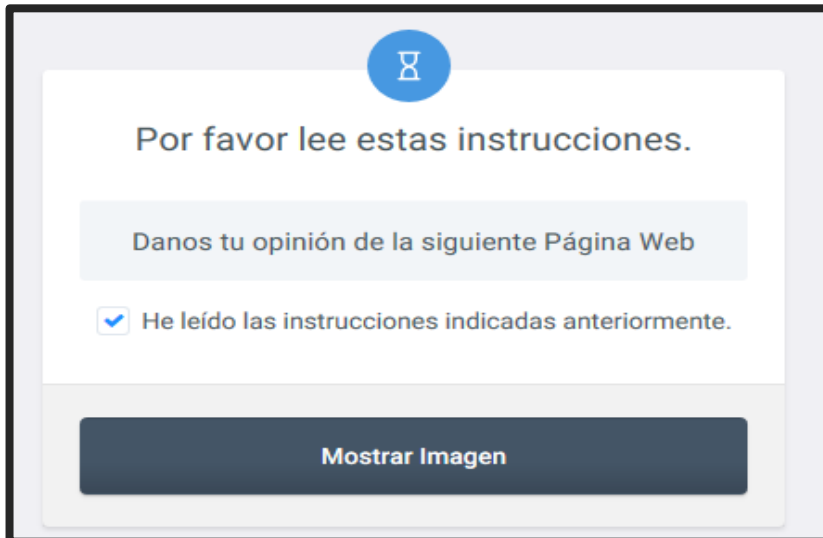 Por favor lee estas instrucciones.
Danos tu opinión de la siguiente Página Web
He leído las instrucciones indicadas anteriormente.
Mostrar Imagen